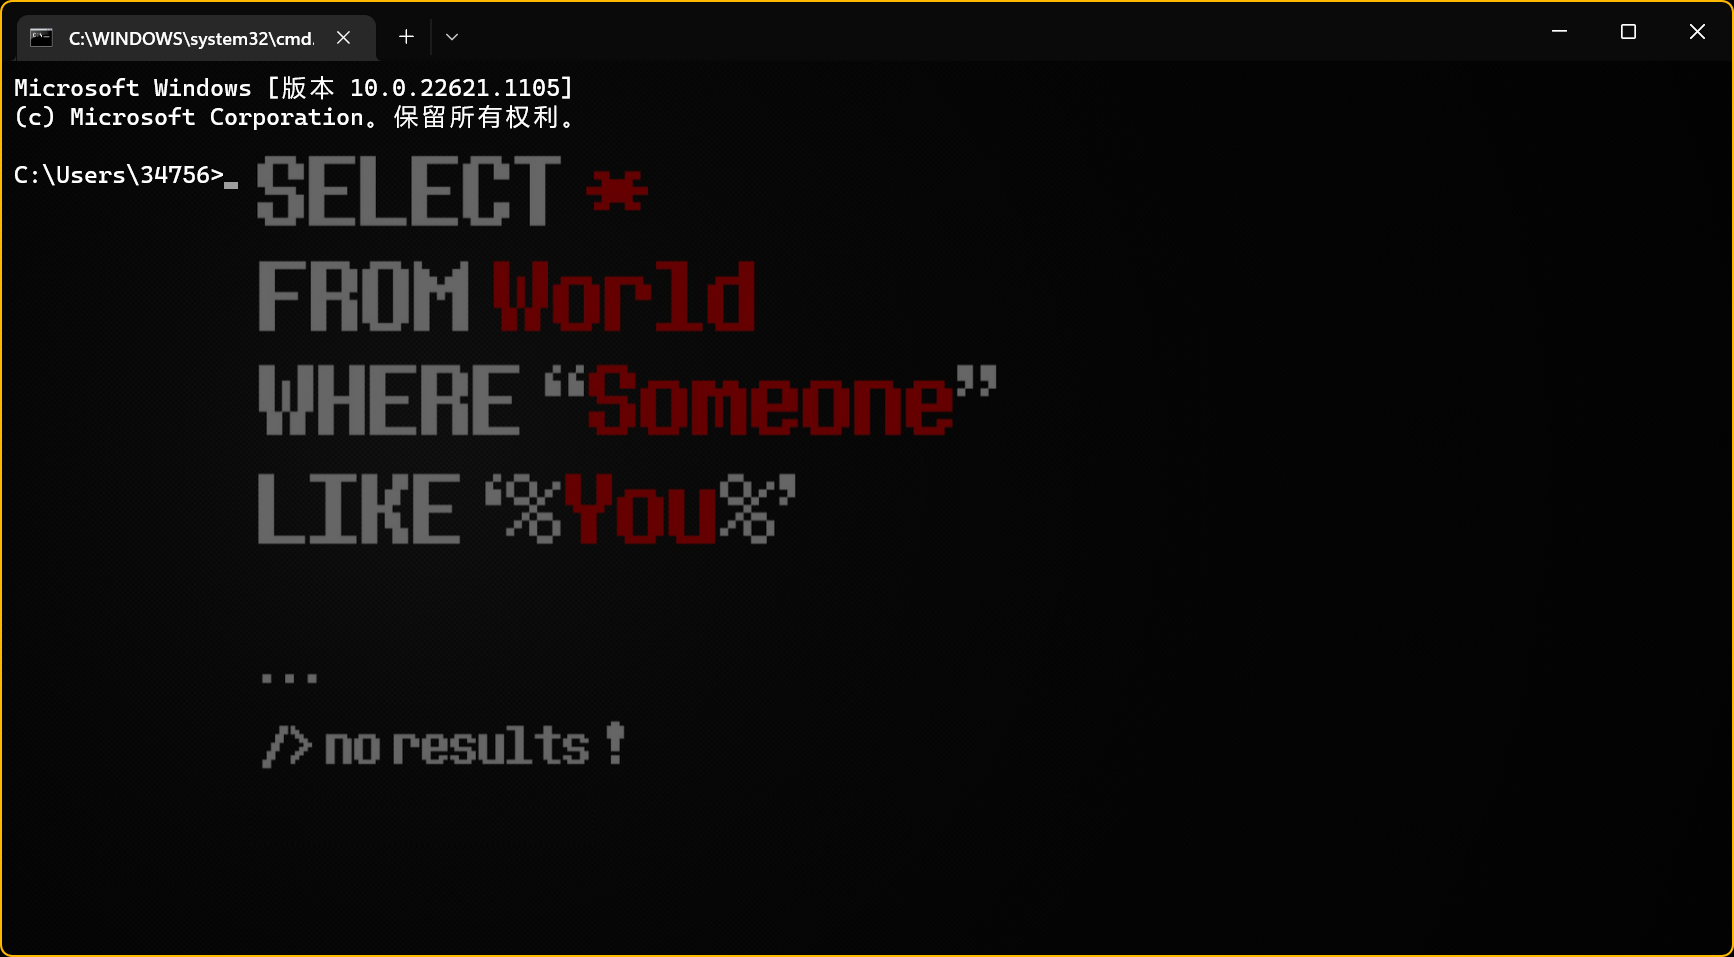 C:\WINDOWS\system32\cmd.
Microsoft Windows [版本 10.0.22621.1105]
(c) Microsoft Corporation。保留所有权利。
C:\Users\34756>
SELECT *
FROM World
WHERE “Someone”
LIKE ‘%You%’
...
/> no results !